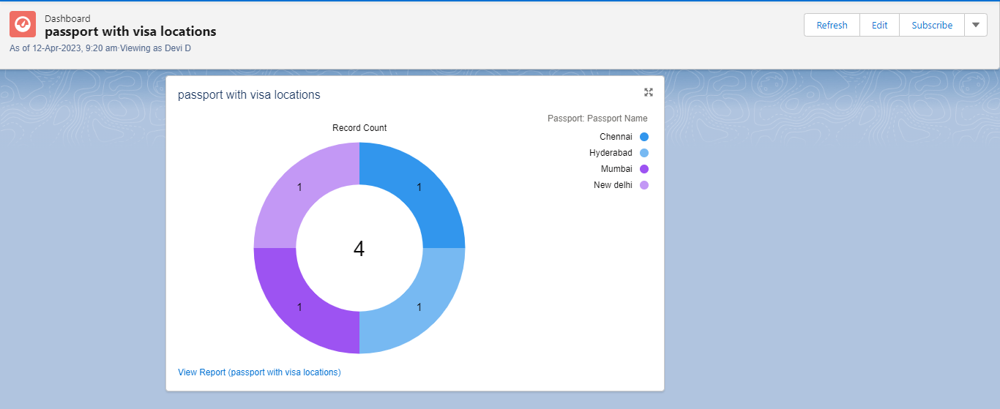 Dashboard
passport with visa locations
As of 12-Apr-2023, 9:20 am·Viewing as Devi D
Refresh
Edit
Subscribe
passport with visa locations
Record Count
Passport: Passport Name
Chennai
Hyderabad
Mumbai
New delhi
1
1
4
1
1
View Report (passport with visa locations)